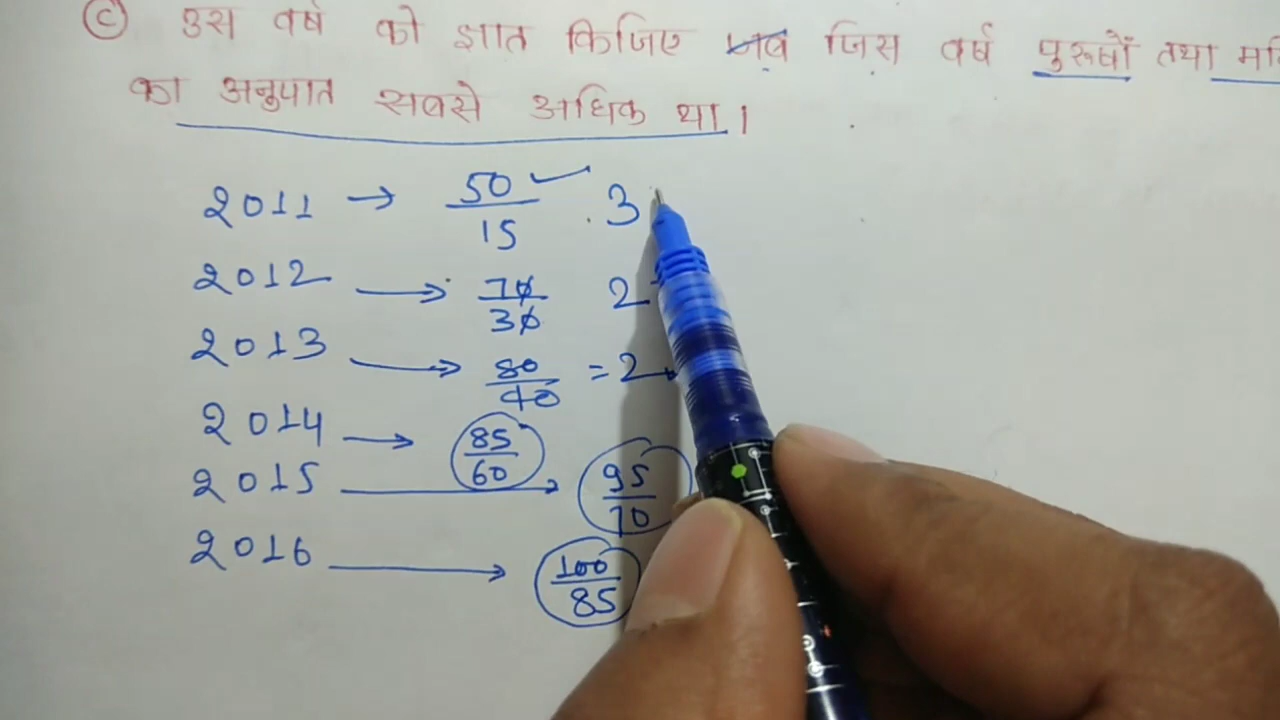 (c) उस वर्ष को ज्ञात किजिए जब जिस वर्ष पुरूषों तथा
का अनुपात सबसे अधिक था।
2011 → 50/15 3
2012 → 70/30 2
2013 → 80/40 = 2
2014 → 85/60
2015 → 95/70
2016 → 100/85